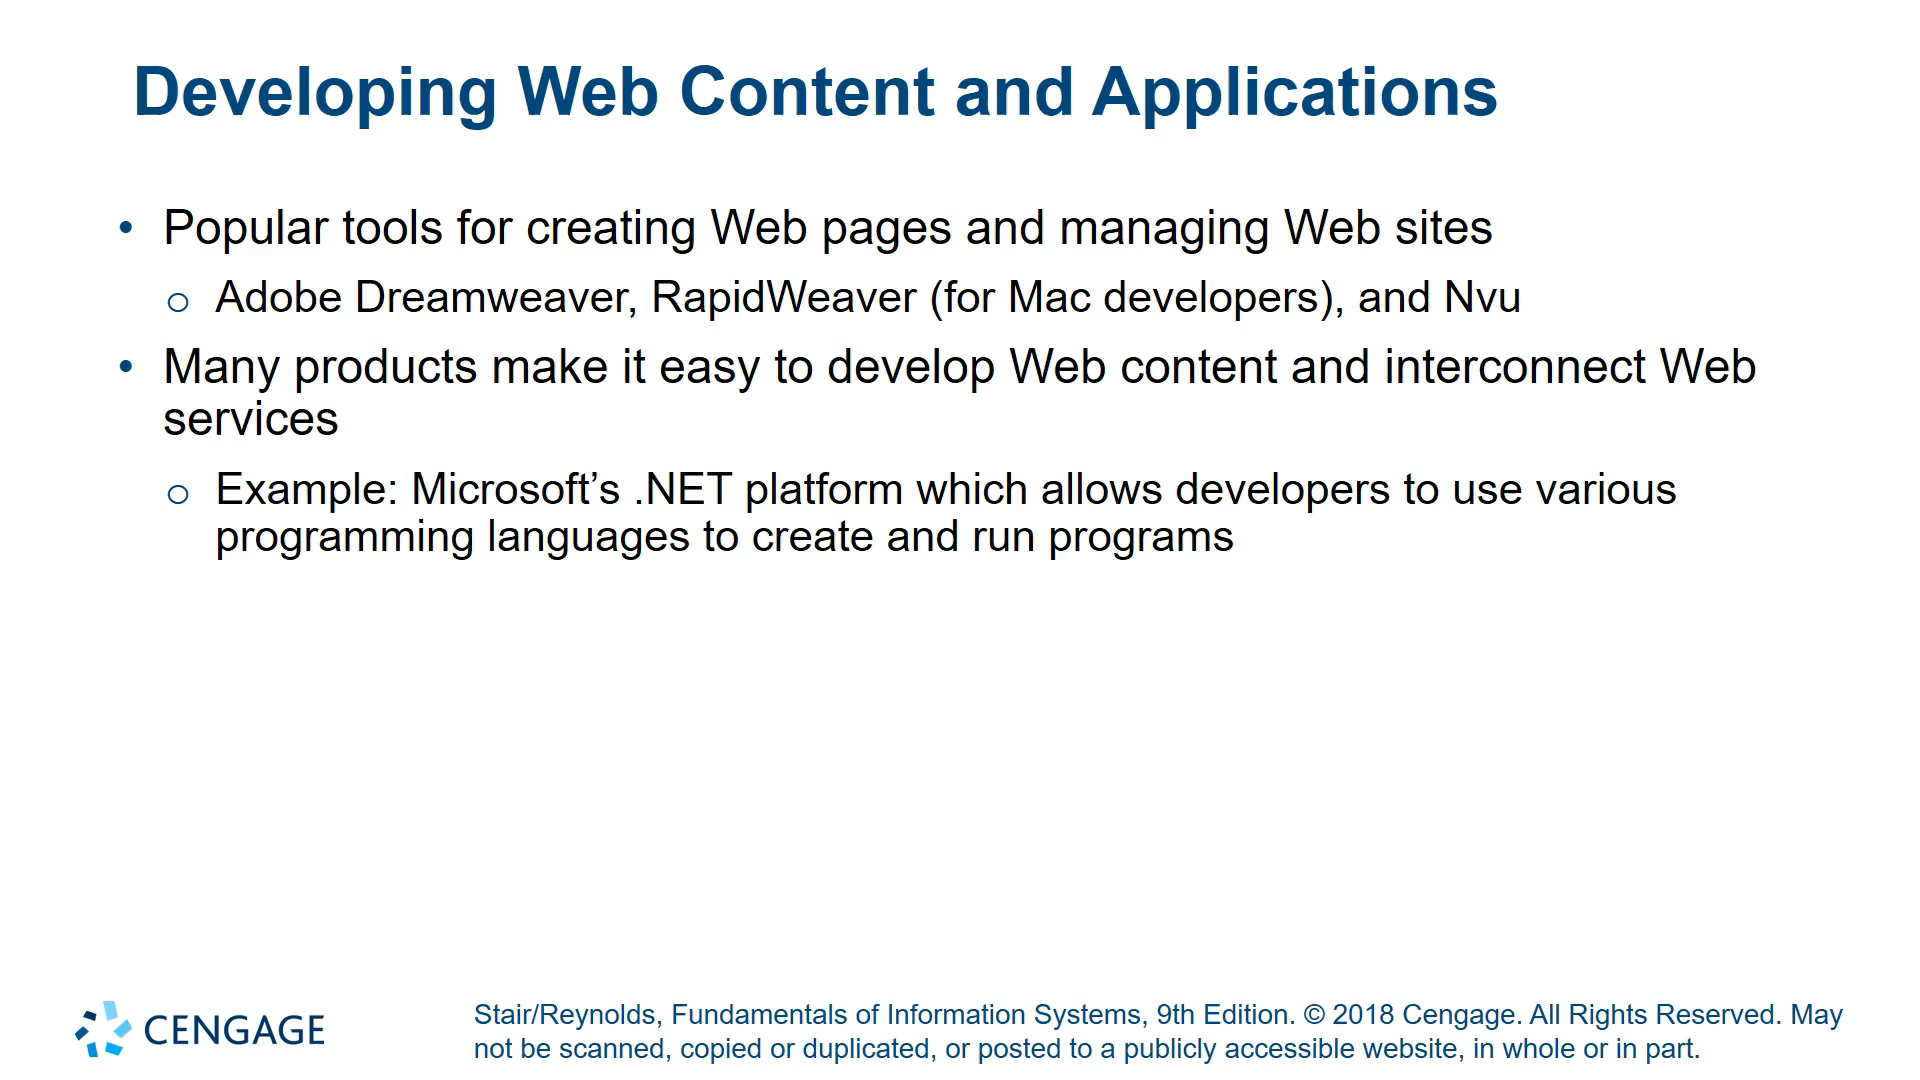 Developing Web Content and Applications
• Popular tools for creating Web pages and managing Web sites
o Adobe Dreamweaver, RapidWeaver (for Mac developers), and Nvu
• Many products make it easy to develop Web content and interconnect Web
services
o Example: Microsoft’s .NET platform which allows developers to use various
programming languages to create and run programs
CENGAGE
Stair/Reynolds, Fundamentals of Information Systems, 9th Edition. © 2018 Cengage. All Rights Reserved. May
not be scanned, copied or duplicated, or posted to a publicly accessible website, in whole or in part.